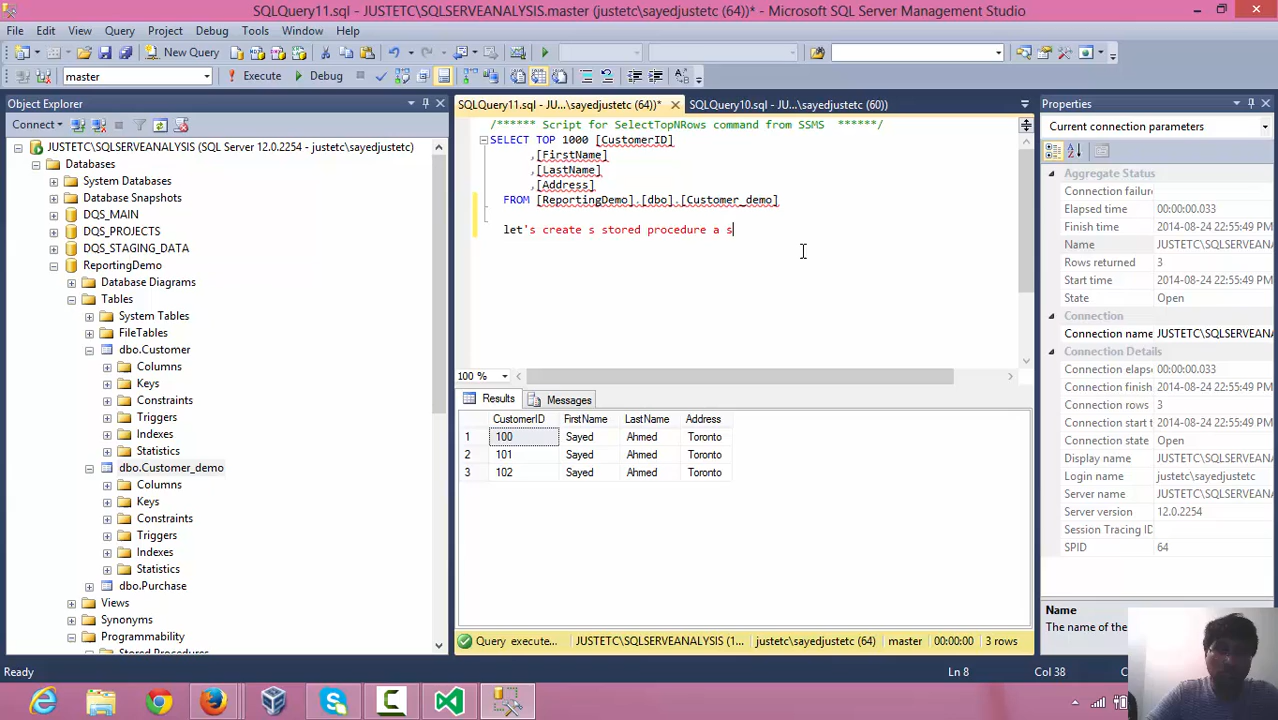 SQLQuery11.sql - JUSTETC\SQLSERVEANALYSIS.master (justetc\sayedjustetc (64))* - Microsoft SQL Server Management Studio
File Edit View Query Project Debug Tools Window Help
New Query
master Execute Debug
Object Explorer
Connect
JUSTETC\SQLSERVEANALYSIS (SQL Server 12.0.2254 - justetc\sayedjustetc)
Databases
System Databases
Database Snapshots
DQS_MAIN
DQS_PROJECTS
DQS_STAGING_DATA
ReportingDemo
Database Diagrams
Tables
System Tables
FileTables
dbo.Customer
Columns
Keys
Constraints
Triggers
Indexes
Statistics
dbo.Customer_demo
Columns
Keys
Constraints
Triggers
Indexes
Statistics
dbo.Purchase
Views
Synonyms
Programmability
Stored Procedures
SQLQuery11.sql - JU...\sayedjustetc (64))* SQLQuery10.sql - JU...\sayedjustetc (60))
/****** Script for SelectTopNRows command from SSMS ******/
SELECT TOP 1000 [CustomerID]
,[FirstName]
,[LastName]
,[Address]
FROM [ReportingDemo].[dbo].[Customer_demo]
let's create s stored procedure a s
100 %
Results Messages
CustomerID FirstName LastName Address
1 100 Sayed Ahmed Toronto
2 101 Sayed Ahmed Toronto
3 102 Sayed Ahmed Toronto
Query execute... JUSTETC\SQLSERVEANALYSIS (1... justetc\sayedjustetc (64) master 00:00:00 3 rows
Properties
Current connection parameters
Aggregate Status
Connection failure
Elapsed time 00:00:00.033
Finish time 2014-08-24 22:55:49 PM
Name JUSTETC\SQLSERVEANA
Rows returned 3
Start time 2014-08-24 22:55:49 PM
State Open
Connection
Connection name JUSTETC\SQLSERVEANA
Connection Details
Connection elaps 00:00:00.033
Connection finish 2014-08-24 22:55:49 PM
Connection rows 3
Connection start t 2014-08-24 22:55:49 PM
Connection state Open
Display name JUSTETC\SQLSERVEANA
Login name justetc\sayedjustetc
Server name JUSTETC\SQLSERVEANA
Server version 12.0.2254
Session Tracing ID
SPID 64
Name
The name of the
Ready Ln 8 Col 38